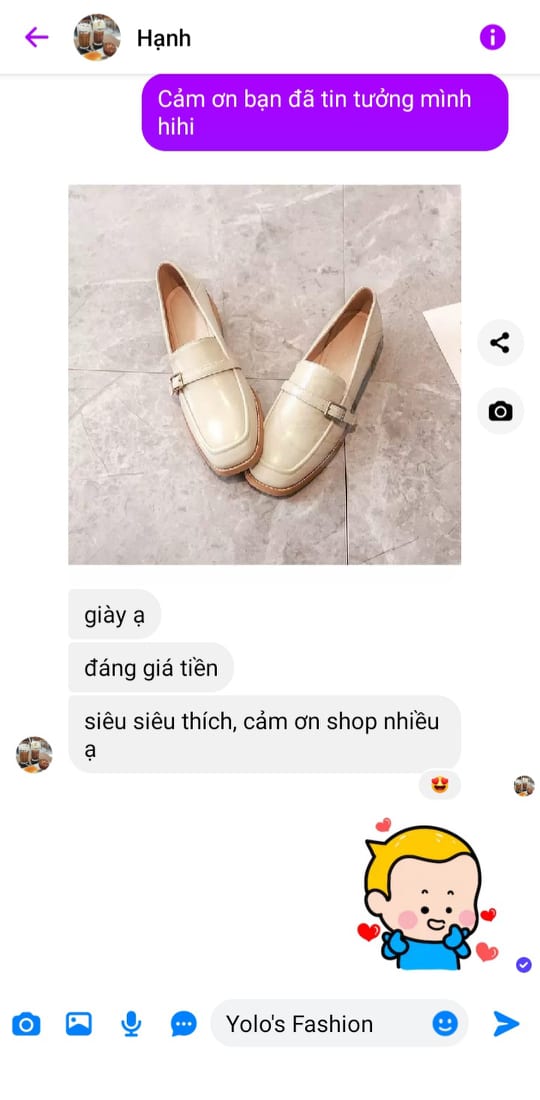 Hạnh
Cảm ơn bạn đã tin tưởng mình
hihi
giày ạ
đáng giá tiền
siêu siêu thích, cảm ơn shop nhiều
ạ
Yolo's Fashion